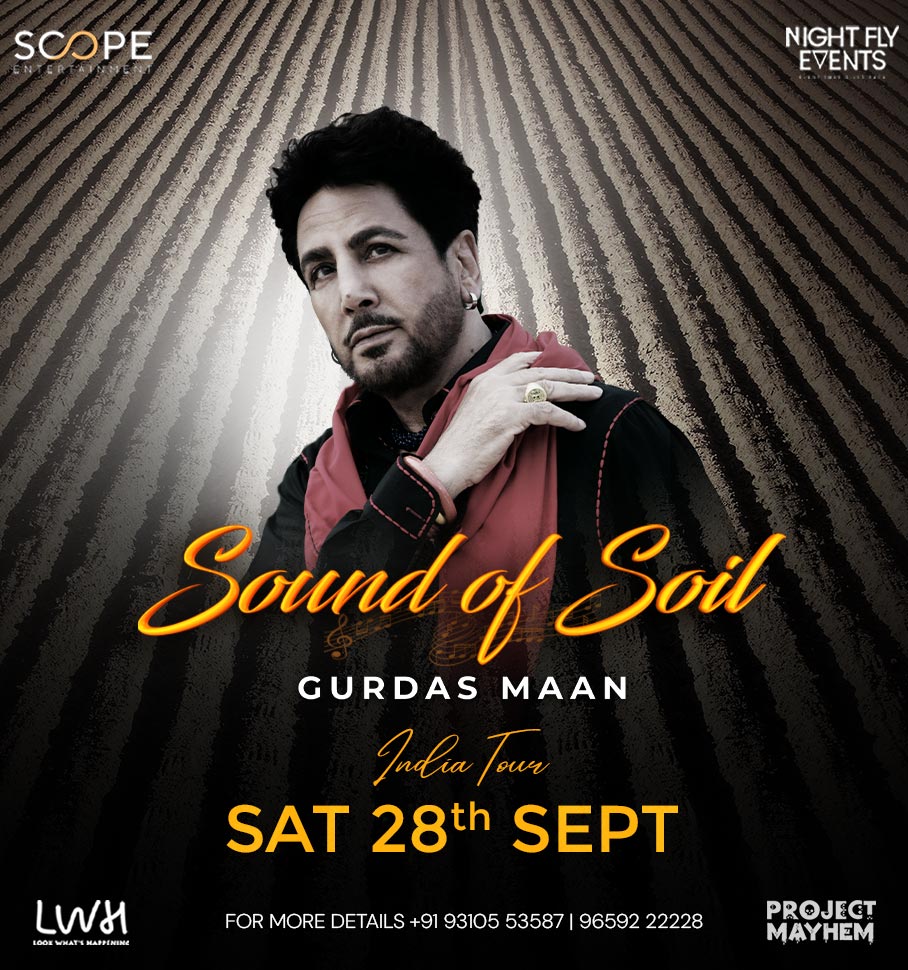 SCOPE
ENTERTAINMENT
NIGHT FLY
EVENTS
Sound of Soil
GURDAS MAAN
India Tour
SAT 28th SEPT
LWH
LOOK WHAT'S HAPPENING
FOR MORE DETAILS +91 93105 53587 | 96592 22228
PROJECT
MAYHEM